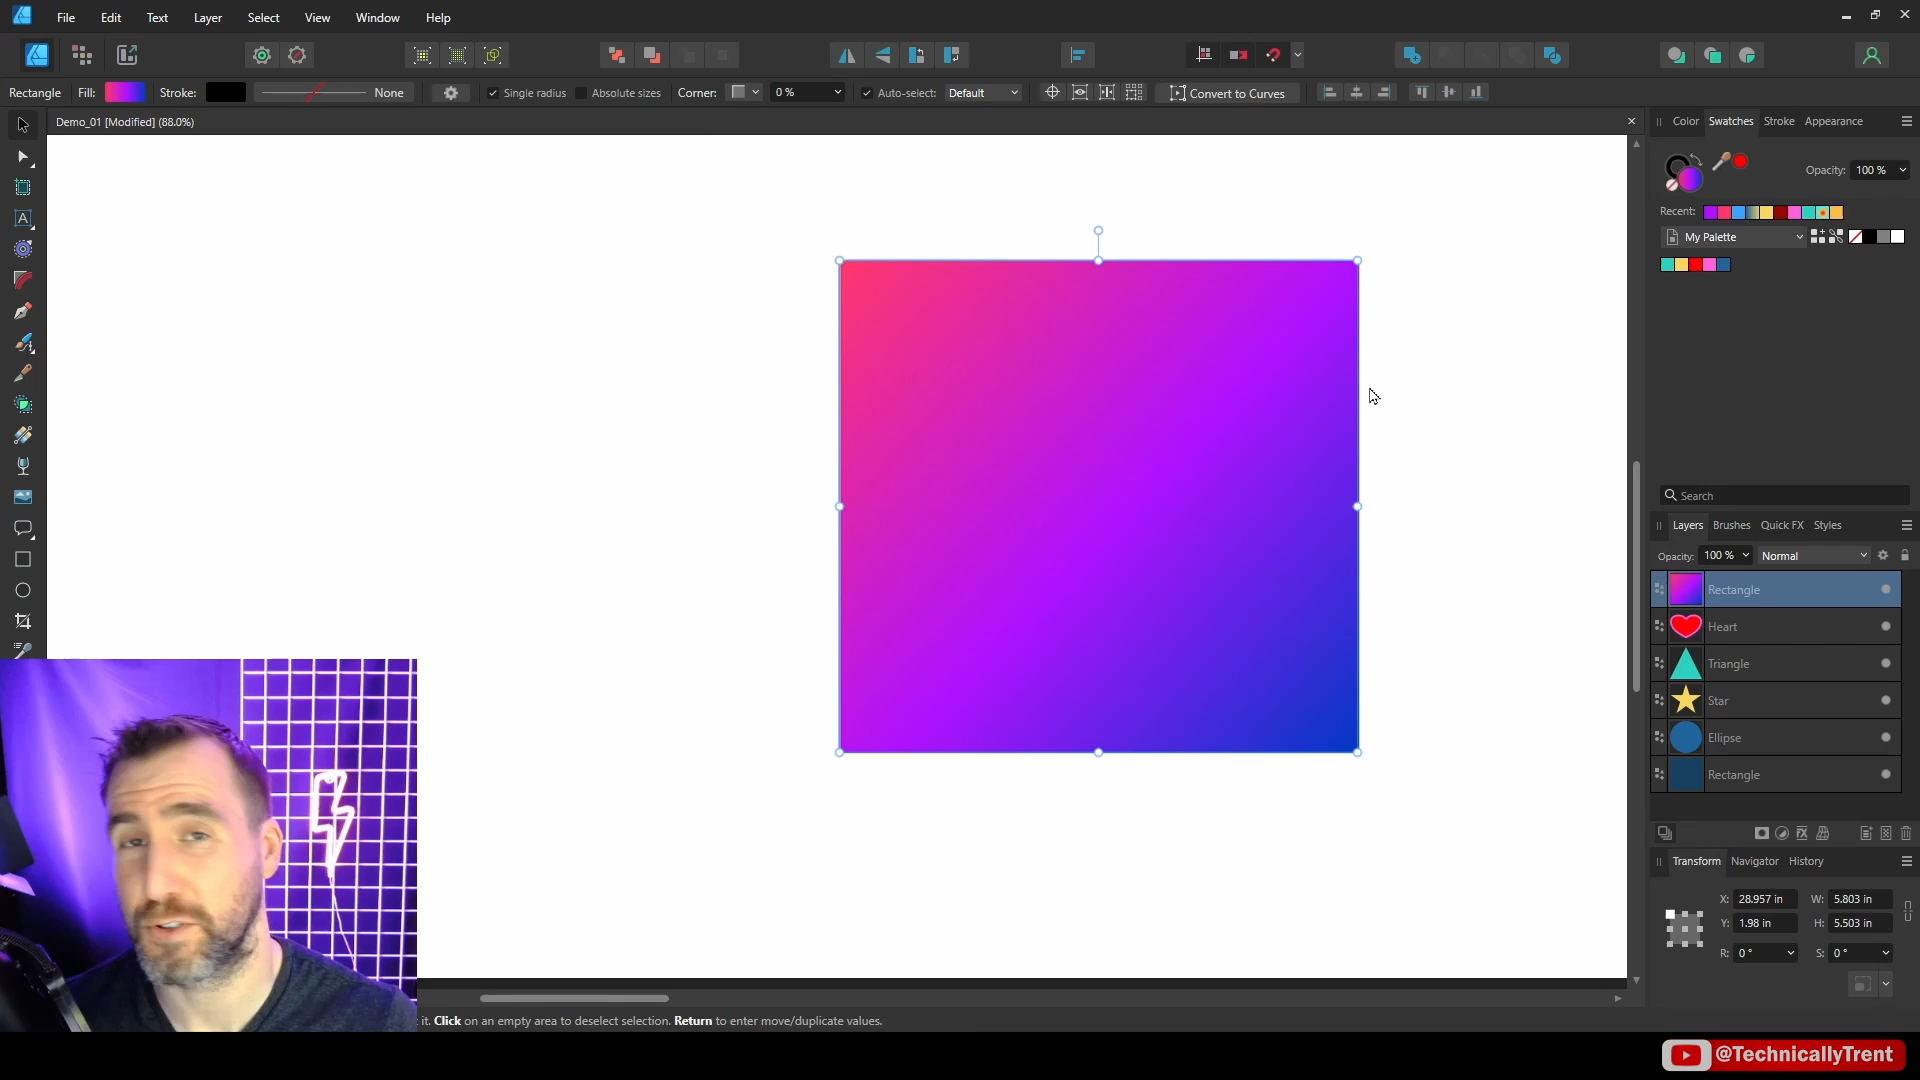 File Edit Text Layer Select View Window Help
Rectangle Fill: Stroke: None Single radius Absolute sizes Corner: 0 % Auto-select: Default Convert to Curves
Demo_01 [Modified] (88.0%)
Color Swatches Stroke Appearance
Opacity: 100 %
Recent:
My Palette
Search
Layers Brushes Quick FX Styles
Opacity: 100 % Normal
Rectangle
Heart
Triangle
Star
Ellipse
Rectangle
Transform Navigator History
X: 28.957 in W: 5.803 in
Y: 1.98 in H: 5.503 in
R: 0 ° S: 0 °
it. Click on an empty area to deselect selection. Return to enter move/duplicate values.
@TechnicallyTrent